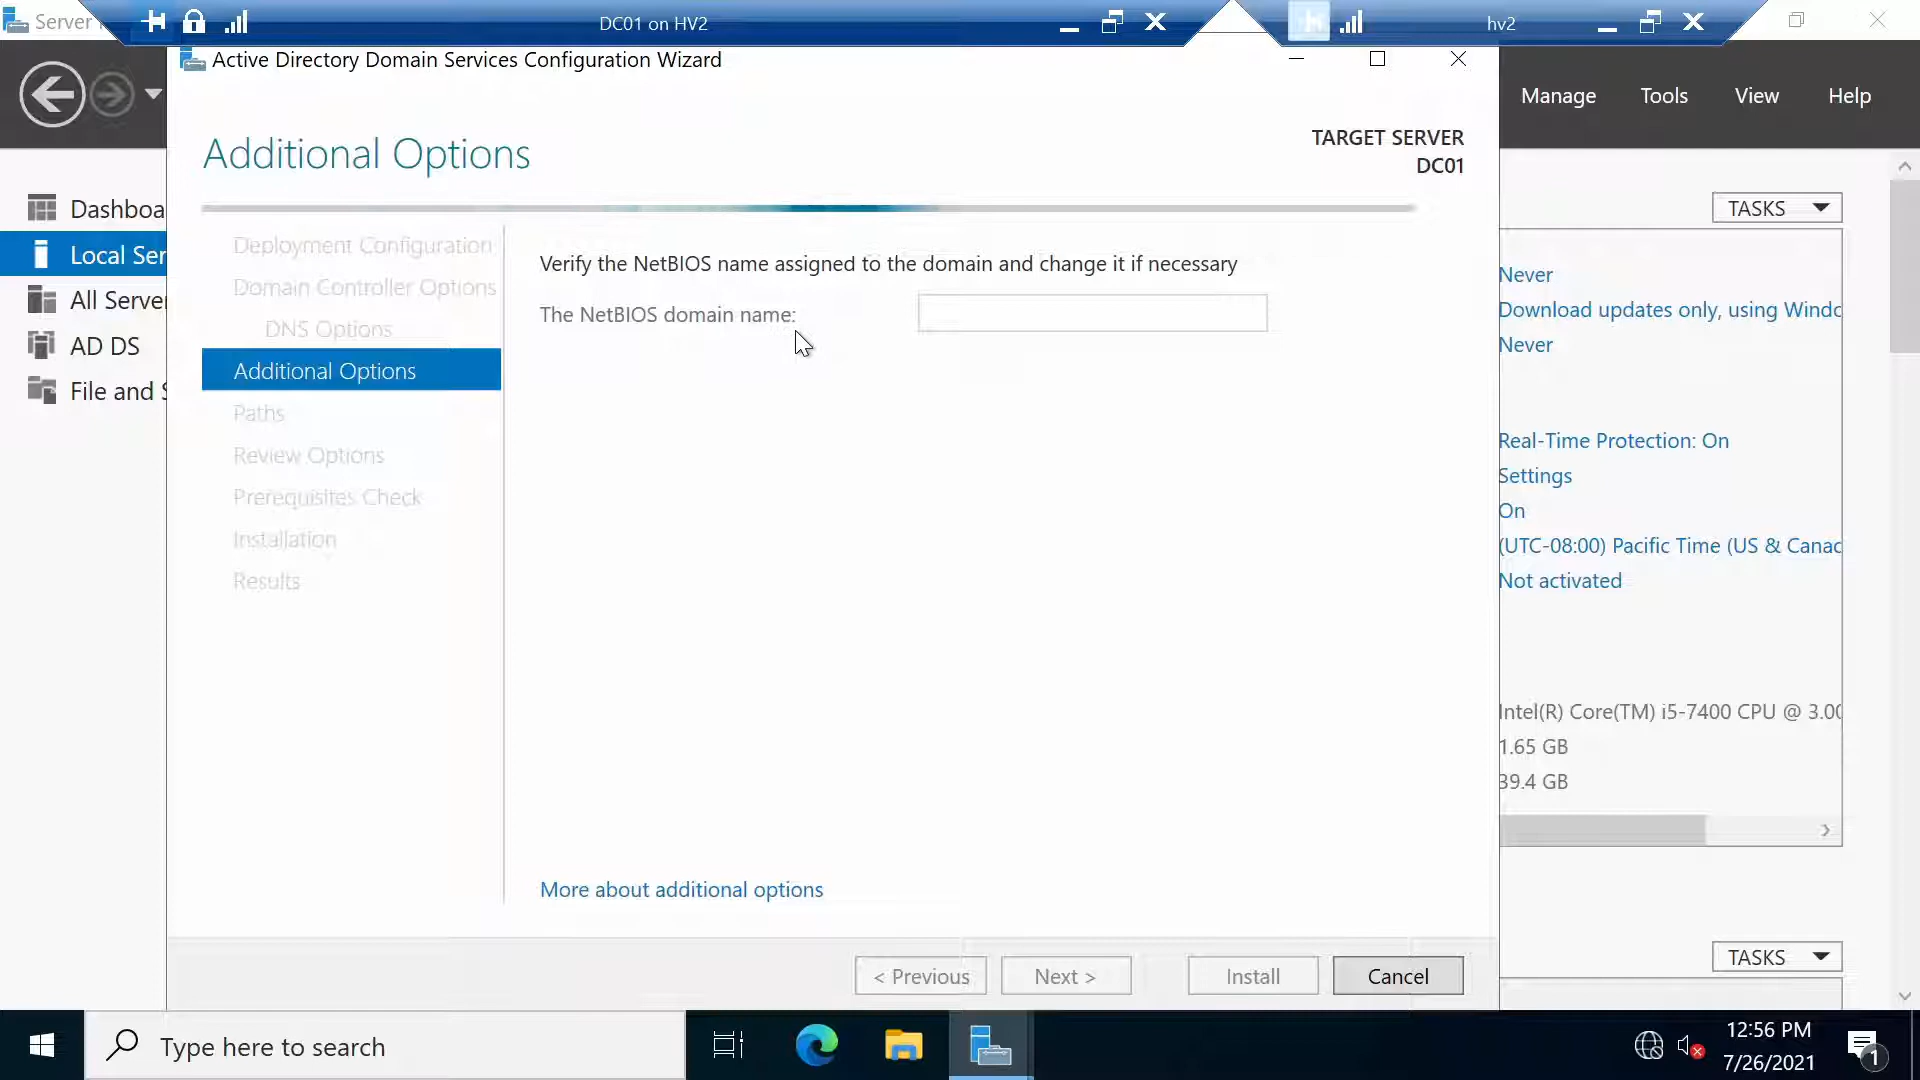 Server
DC01 on HV2
hv2
Active Directory Domain Services Configuration Wizard
Manage
Tools
View
Help
Additional Options
TARGET SERVER
DC01
Dashboa
Local Ser
All Server
AD DS
File and S
Deployment Configuration
Domain Controller Options
DNS Options
Additional Options
Paths
Review Options
Prerequisites Check
Installation
Results
Verify the NetBIOS name assigned to the domain and change it if necessary
The NetBIOS domain name:
More about additional options
TASKS
Never
Download updates only, using Windo
Never
Real-Time Protection: On
Settings
On
(UTC-08:00) Pacific Time (US & Canad
Not activated
Intel(R) Core(TM) i5-7400 CPU @ 3.00
1.65 GB
39.4 GB
TASKS
< Previous
Next >
Install
Cancel
Type here to search
12:56 PM
7/26/2021
1